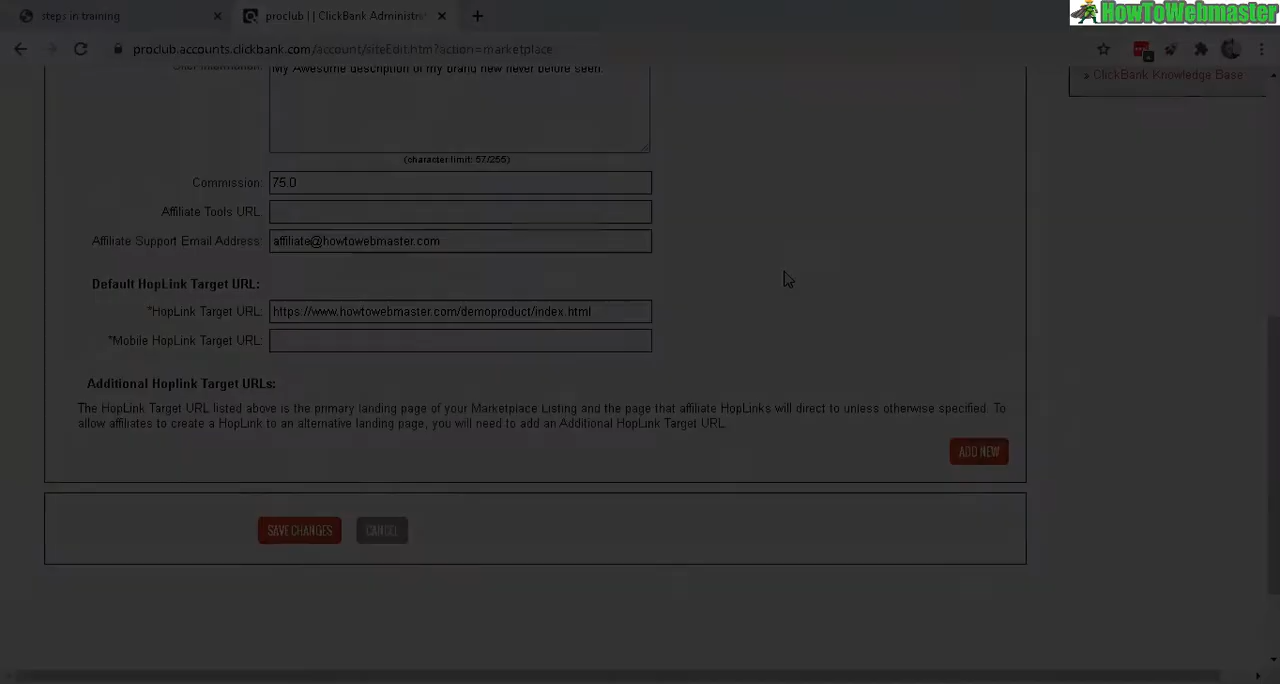 steps in training
proclub | | ClickBank Administra
HowToWebmaster
proclub.accounts.clickbank.com/account/siteEdit.htm?action=marketplace
My Awesome description of my brand new never before seen.
> ClickBank Knowledge Base
(character limit: 57/255)
Commission: 75.0
Affiliate Tools URL:
Affiliate Support Email Address: affiliate@howtowebmaster.com
Default HopLink Target URL:
*HopLink Target URL: https://www.howtowebmaster.com/demoproduct/index.html
*Mobile HopLink Target URL:
Additional Hoplink Target URLs:
The HopLink Target URL listed above is the primary landing page of your Marketplace Listing and the page that affiliate HopLinks will direct to unless otherwise specified. To
allow affiliates to create a HopLink to an alternative landing page, you will need to add an Additional HopLink Target URL.
ADD NEW
SAVE CHANGES CANCEL